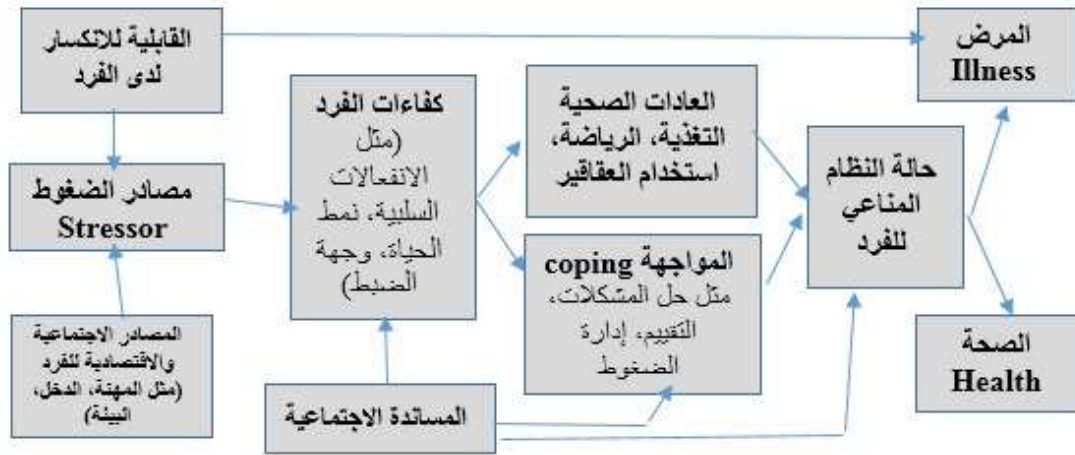 القابلية للانكسار
لدى الفرد
مصادر الضغوط
Stressor
المصادر الاجتماعية
والاقتصادية للفرد
(مثل المهنة، الدخل،
البيئة)
كفاءات الفرد
(مثل
الانفعالات
السلبية، نمط
الحياة، وجهة
الضبط)
المساندة الاجتماعية
العادات الصحية
التغذية، الرياضة،
استخدام العقاقير
المواجهة coping
مثل حل المشكلات،
التقييم، إدارة
الضغوط
حالة النظام
المناعي
للفرد
المرض
Illness
الصحة
Health